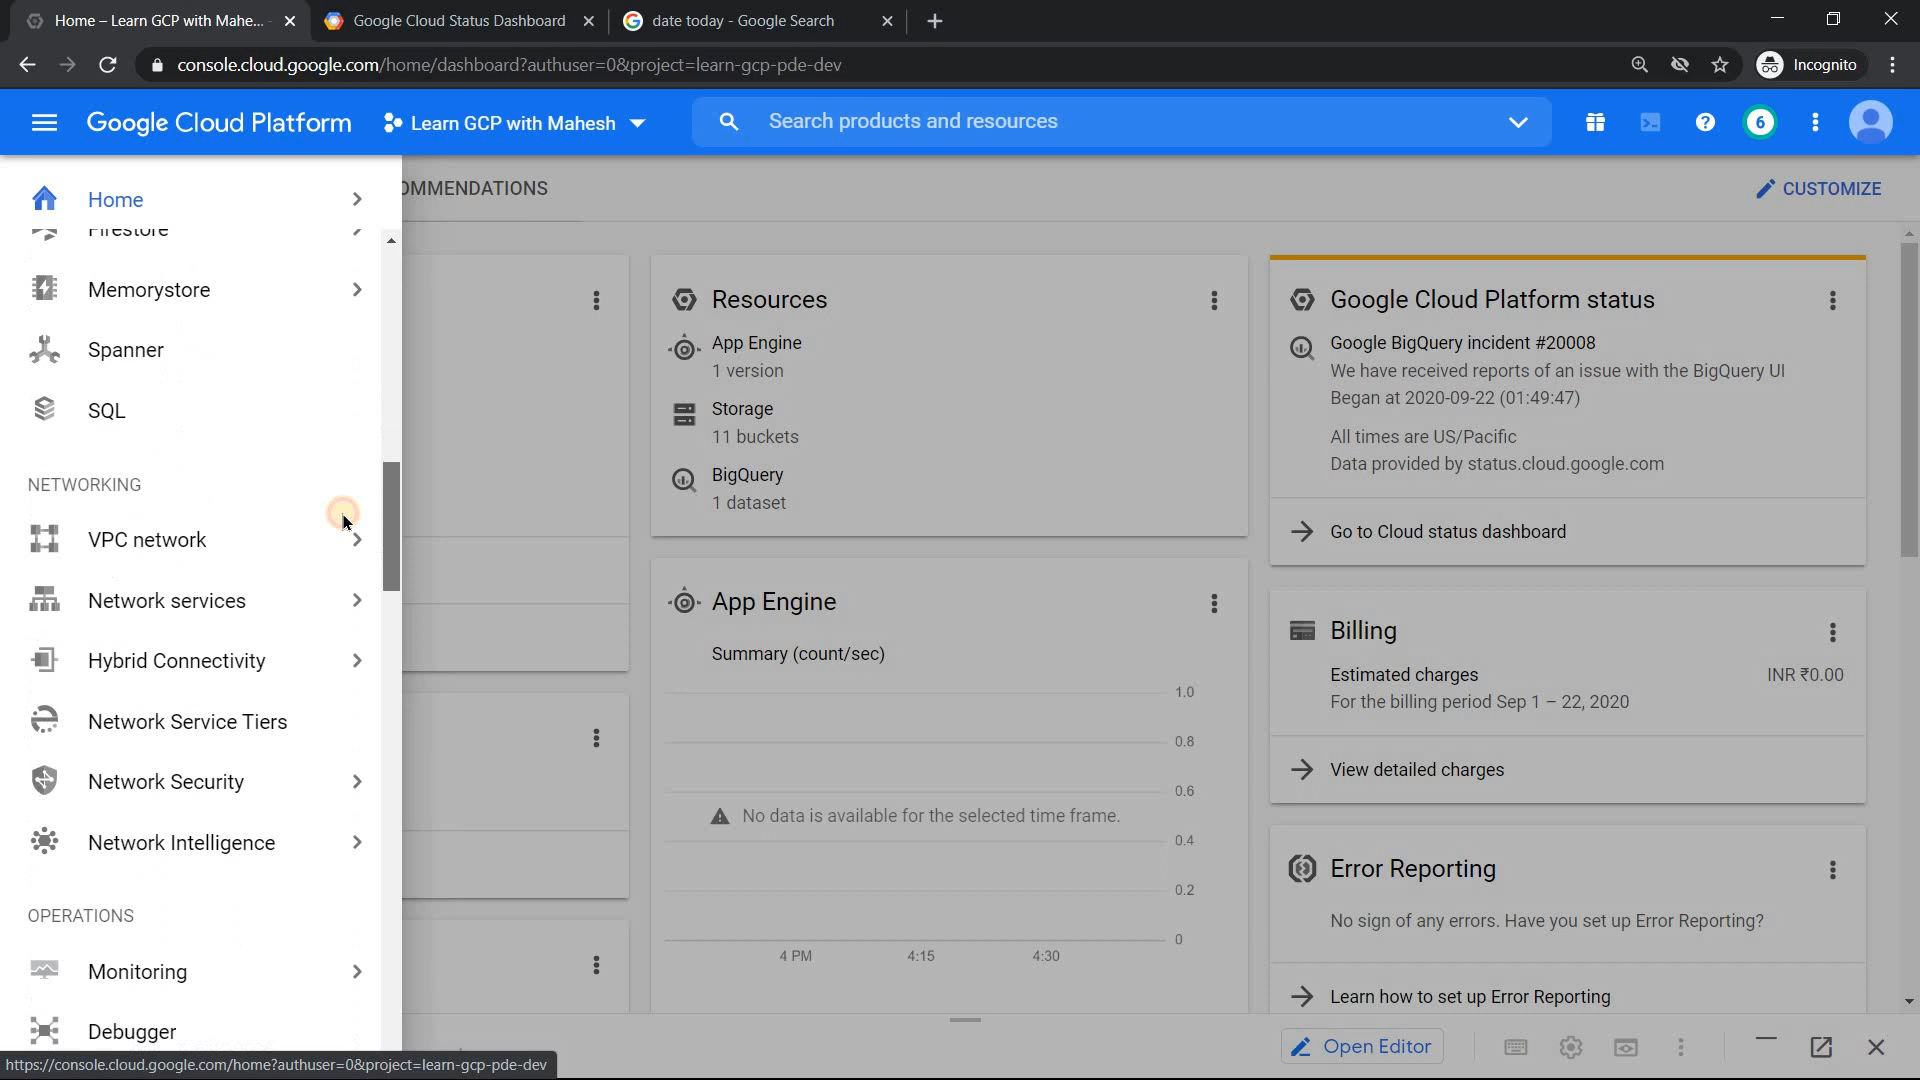 Home – Learn GCP with Mahe...
Google Cloud Status Dashboard
date today - Google Search
console.cloud.google.com/home/dashboard?authuser=0&project=learn-gcp-pde-dev
Incognito
Google Cloud Platform
Learn GCP with Mahesh
Search products and resources
6
Home
Firestore
Memorystore
Spanner
SQL
NETWORKING
VPC network
Network services
Hybrid Connectivity
Network Service Tiers
Network Security
Network Intelligence
OPERATIONS
Monitoring
Debugger
https://console.cloud.google.com/home?authuser=0&project=learn-gcp-pde-dev
OMMENDATIONS
CUSTOMIZE
Resources
App Engine
1 version
Storage
11 buckets
BigQuery
1 dataset
App Engine
Summary (count/sec)
1.0
0.8
0.6
No data is available for the selected time frame.
0.4
0.2
0
4 PM 4:15 4:30
Google Cloud Platform status
Google BigQuery incident #20008
We have received reports of an issue with the BigQuery UI
Began at 2020-09-22 (01:49:47)
All times are US/Pacific
Data provided by status.cloud.google.com
Go to Cloud status dashboard
Billing
Estimated charges INR ₹0.00
For the billing period Sep 1 – 22, 2020
View detailed charges
Error Reporting
No sign of any errors. Have you set up Error Reporting?
Learn how to set up Error Reporting
Open Editor